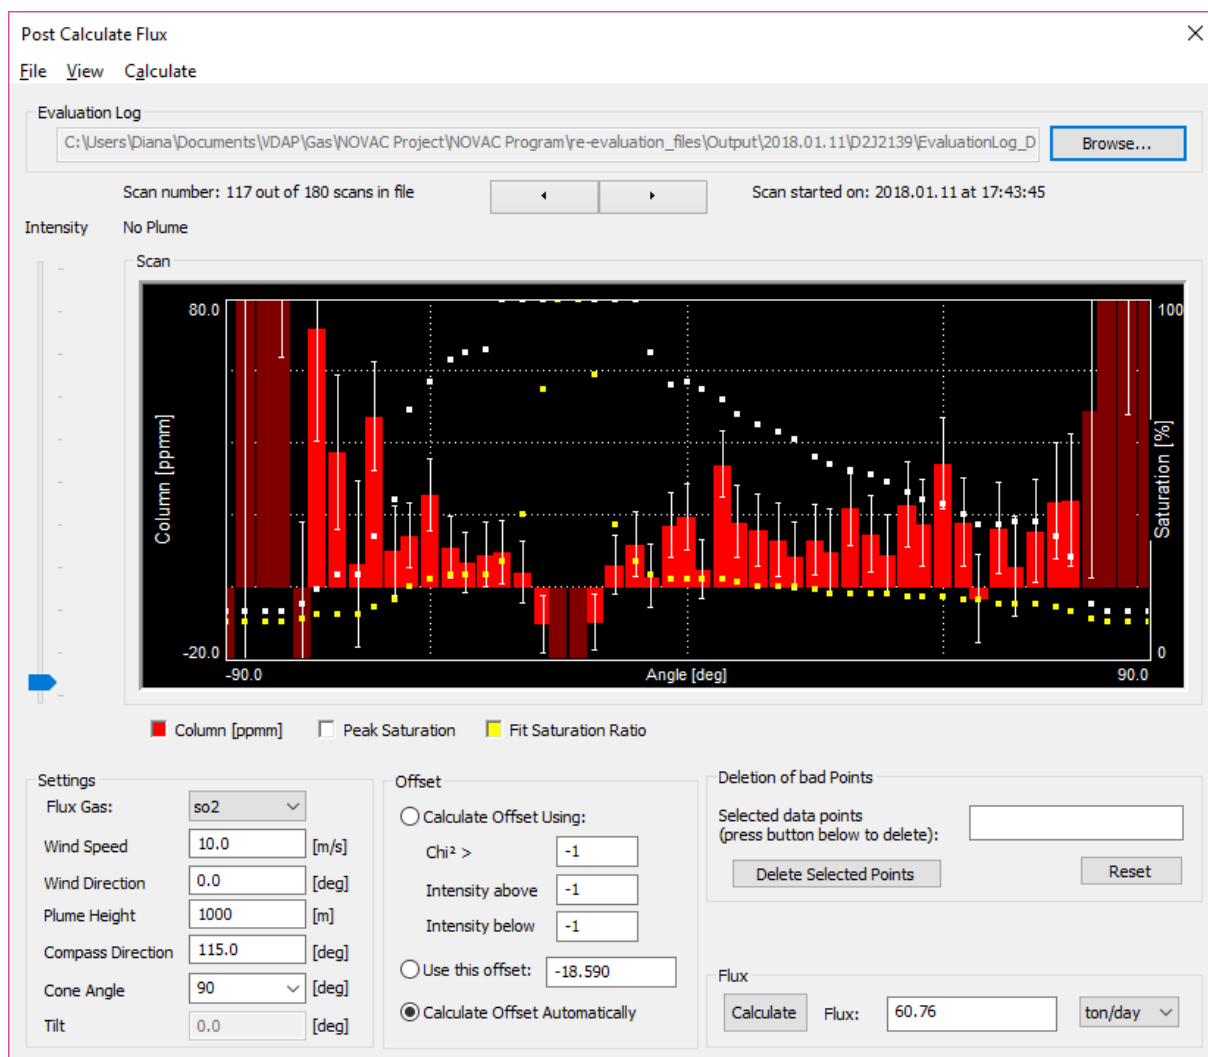 Post Calculate Flux
File View Calculate
Evaluation Log
C:\Users\Diana\Documents\VDAP\Gas\NOVAC Project\NOVAC Program\re-evaluation_files\Output\2018.01.11\D2J2139\EvaluationLog_D
Browse...
Scan number: 117 out of 180 scans in file
Scan started on: 2018.01.11 at 17:43:45
Intensity
No Plume
Scan
80.0
100
Column [ppmm]
Saturation [%]
-20.0
0
-90.0
Angle [deg]
90.0
Column [ppmm]
Peak Saturation
Fit Saturation Ratio
Settings
Flux Gas: so2
Wind Speed 10.0 [m/s]
Wind Direction 0.0 [deg]
Plume Height 1000 [m]
Compass Direction 115.0 [deg]
Cone Angle 90 [deg]
Tilt 0.0 [deg]
Offset
Calculate Offset Using:
Chi² > -1
Intensity above -1
Intensity below -1
Use this offset: -18.590
Calculate Offset Automatically
Deletion of bad Points
Selected data points
(press button below to delete):
Delete Selected Points
Reset
Flux
Calculate Flux: 60.76 ton/day